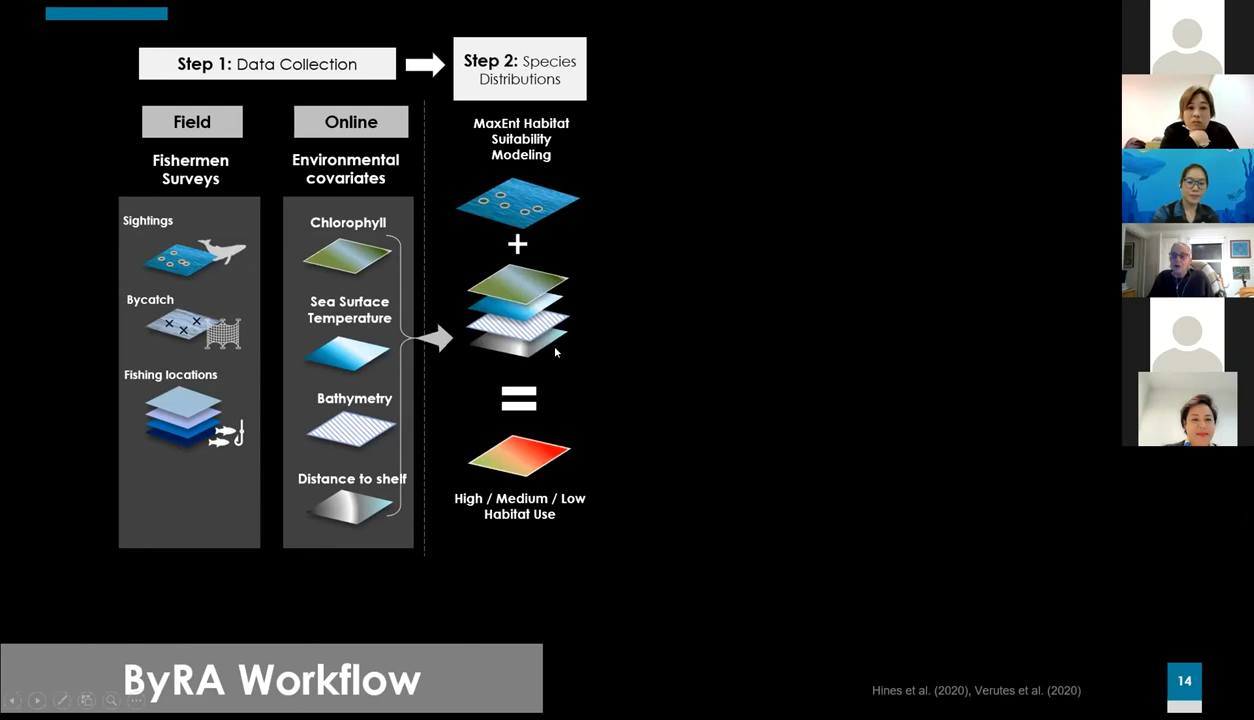 Step 1: Data Collection
Step 2: Species
Distributions
Field
Online
Fishermen
Surveys
Environmental
covariates
Sightings
Bycatch
Fishing locations
Chlorophyll
Sea Surface
Temperature
Bathymetry
Distance to shelf
MaxEnt Habitat
Suitability
Modeling
+
=
High / Medium / Low
Habitat Use
ByRA Workflow
Hines et al. (2020), Verutes et al. (2020)
14